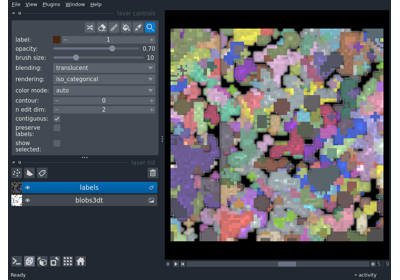 File View Plugins Window Help
layer controls
label: 1
opacity: 0.70
brush size: 10
blending: translucent
rendering: iso_categorical
color mode: auto
contour: 0
n edit dim: 2
contiguous:
preserve
labels:
show
selected:
layer list
labels
blobs3dt
Ready
activity